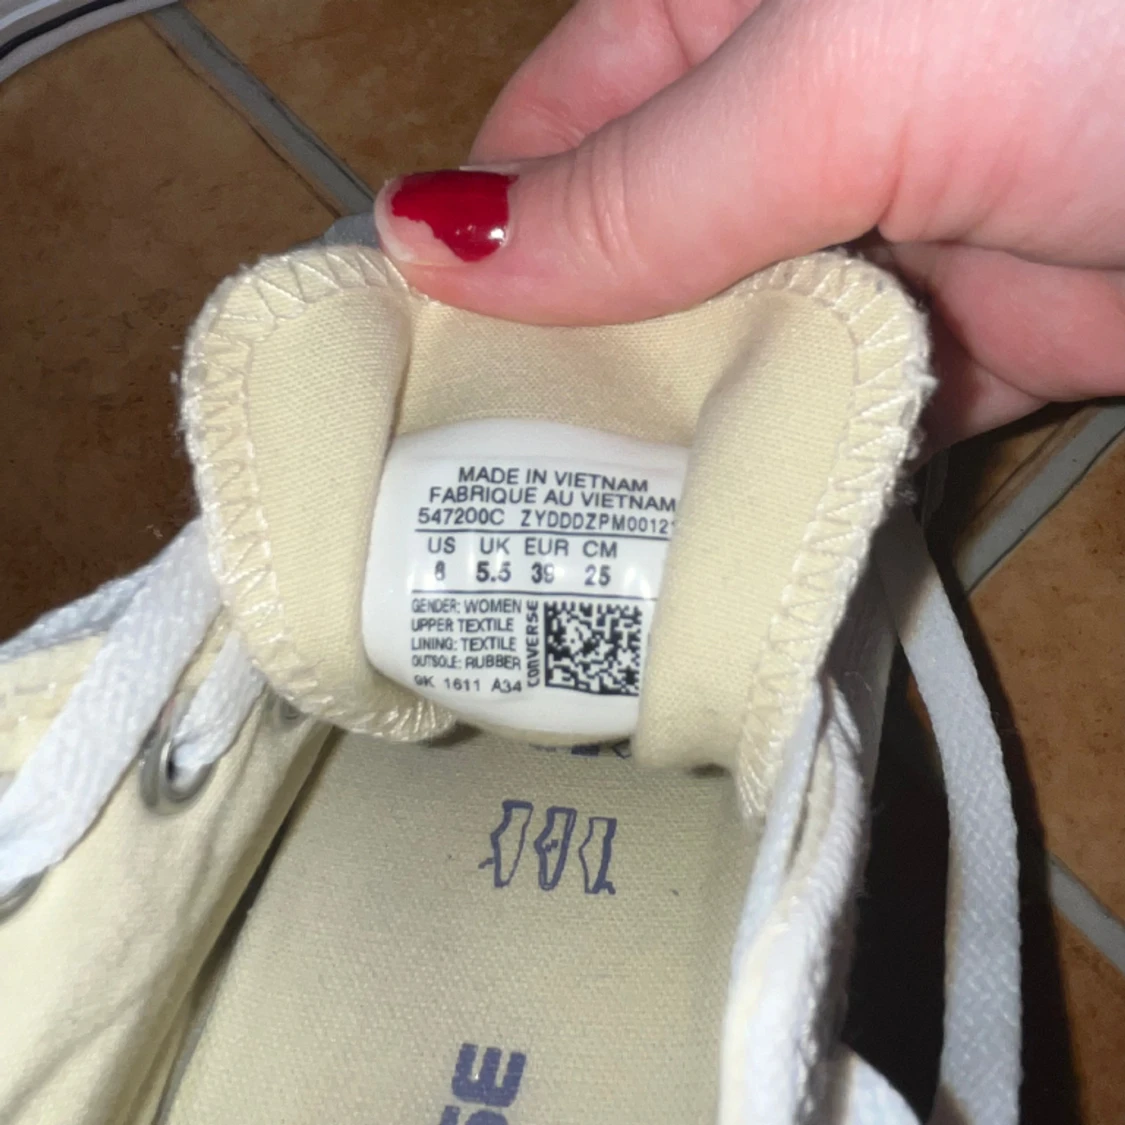 MADE IN VIETNAM
FABRIQUE AU VIETNAM
547200C ZYDDDZPM00121
US UK EUR CM
8 5.5 39 25
GENDER: WOMEN
UPPER TEXTILE
LINING: TEXTILE
OUTSOLE: RUBBER
CONVERSE
1611 A34